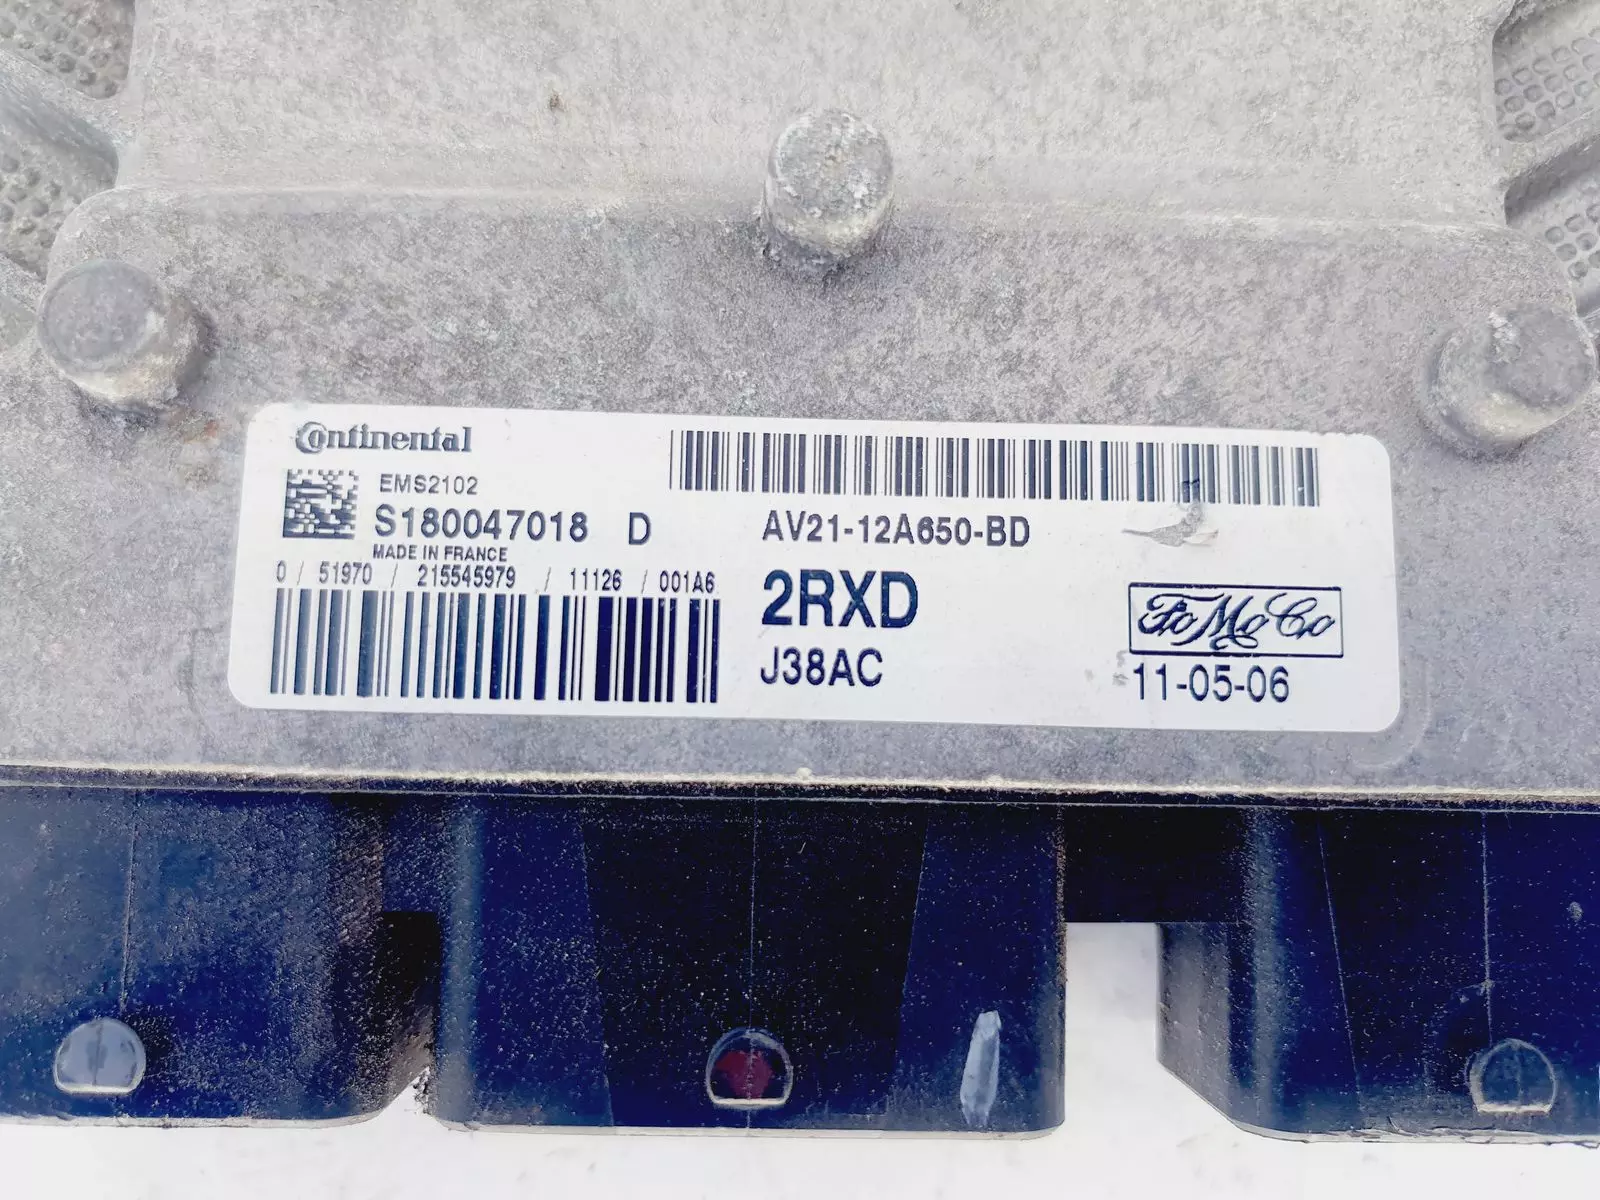 Continental
EMS2102
S180047018 D
MADE IN FRANCE
0 / 51970 / 215545979 / 11126 / 001A6
AV21-12A650-BD
2RXD
J38AC
FoMoCo
11-05-06